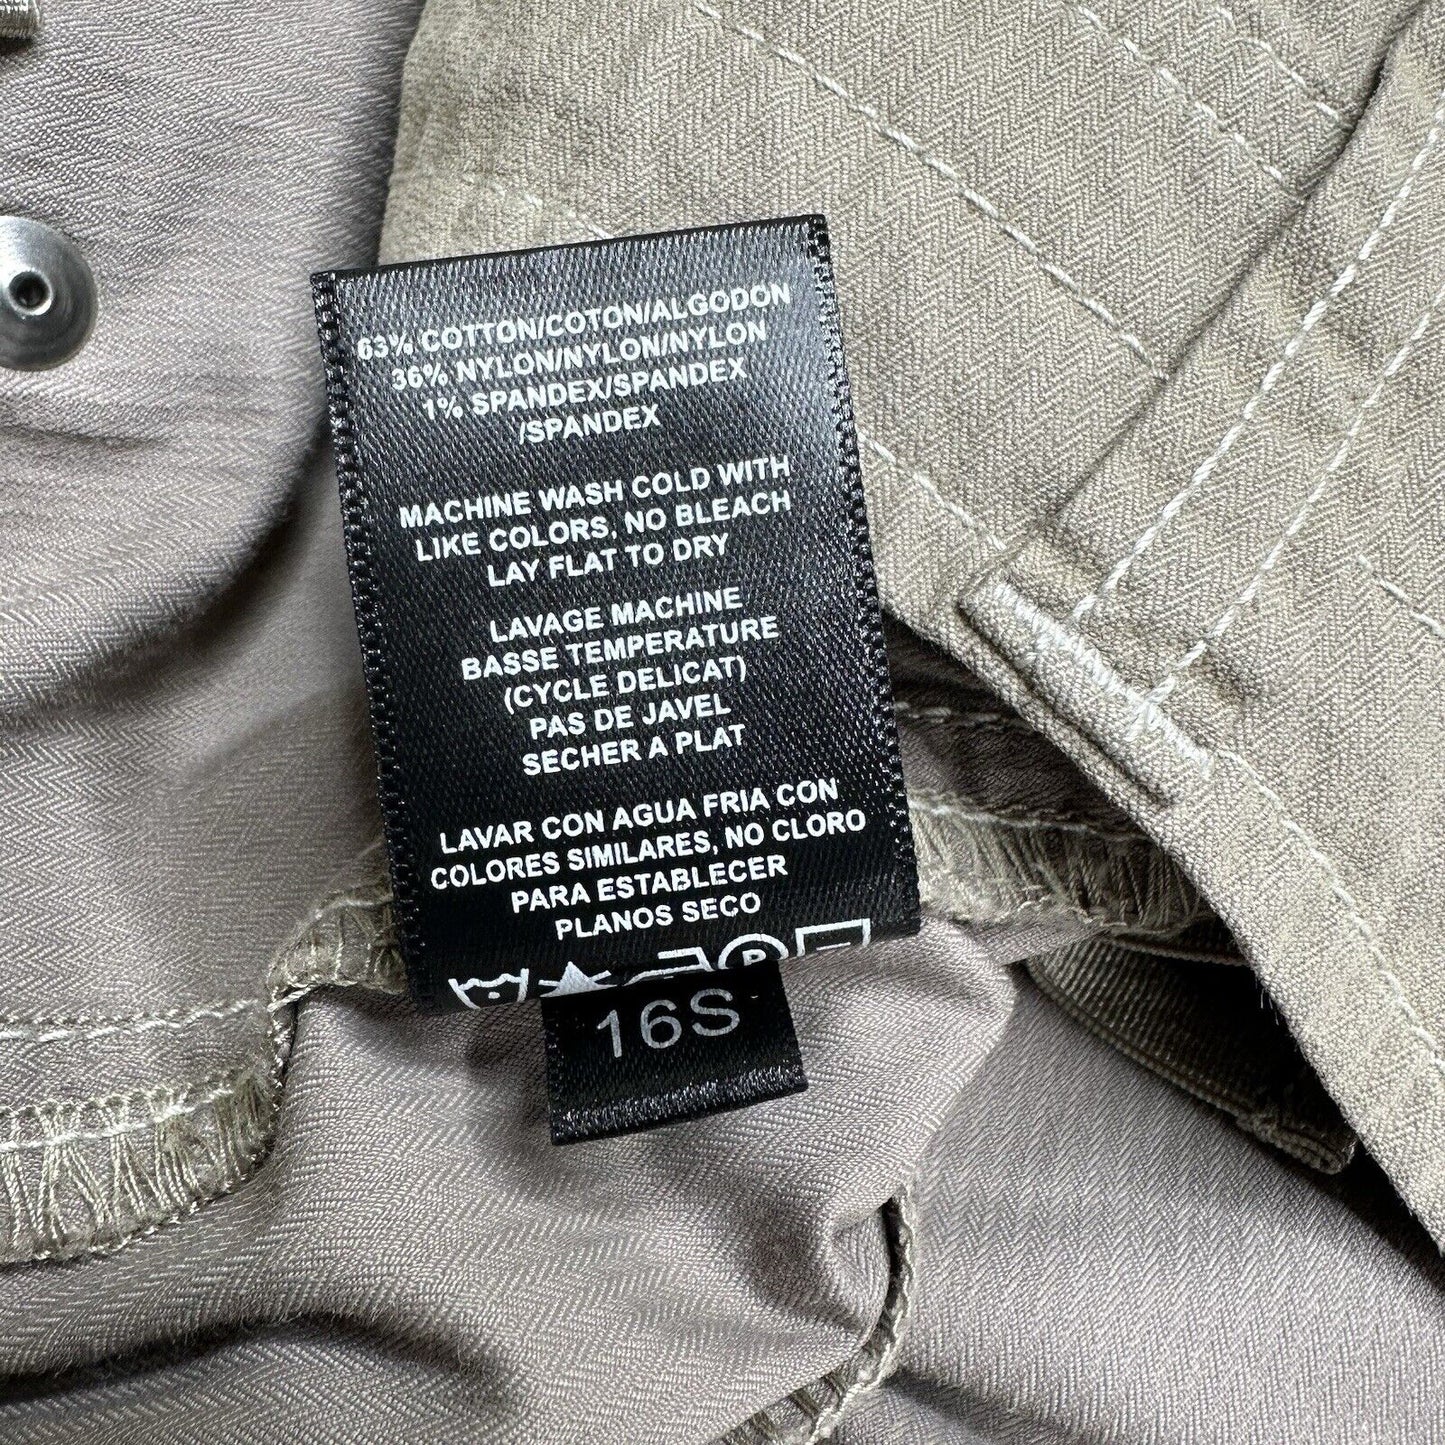 63% COTTON/COTON/ALGODON
36% NYLON/NYLON/NYLON
1% SPANDEX/SPANDEX
/SPANDEX
MACHINE WASH COLD WITH
LIKE COLORS, NO BLEACH
LAY FLAT TO DRY
LAVAGE MACHINE
BASSE TEMPERATURE
(CYCLE DELICAT)
PAS DE JAVEL
SECHER A PLAT
LAVAR CON AGUA FRIA CON
COLORES SIMILARES, NO CLORO
PARA ESTABLECER
PLANOS SECO
P
16S